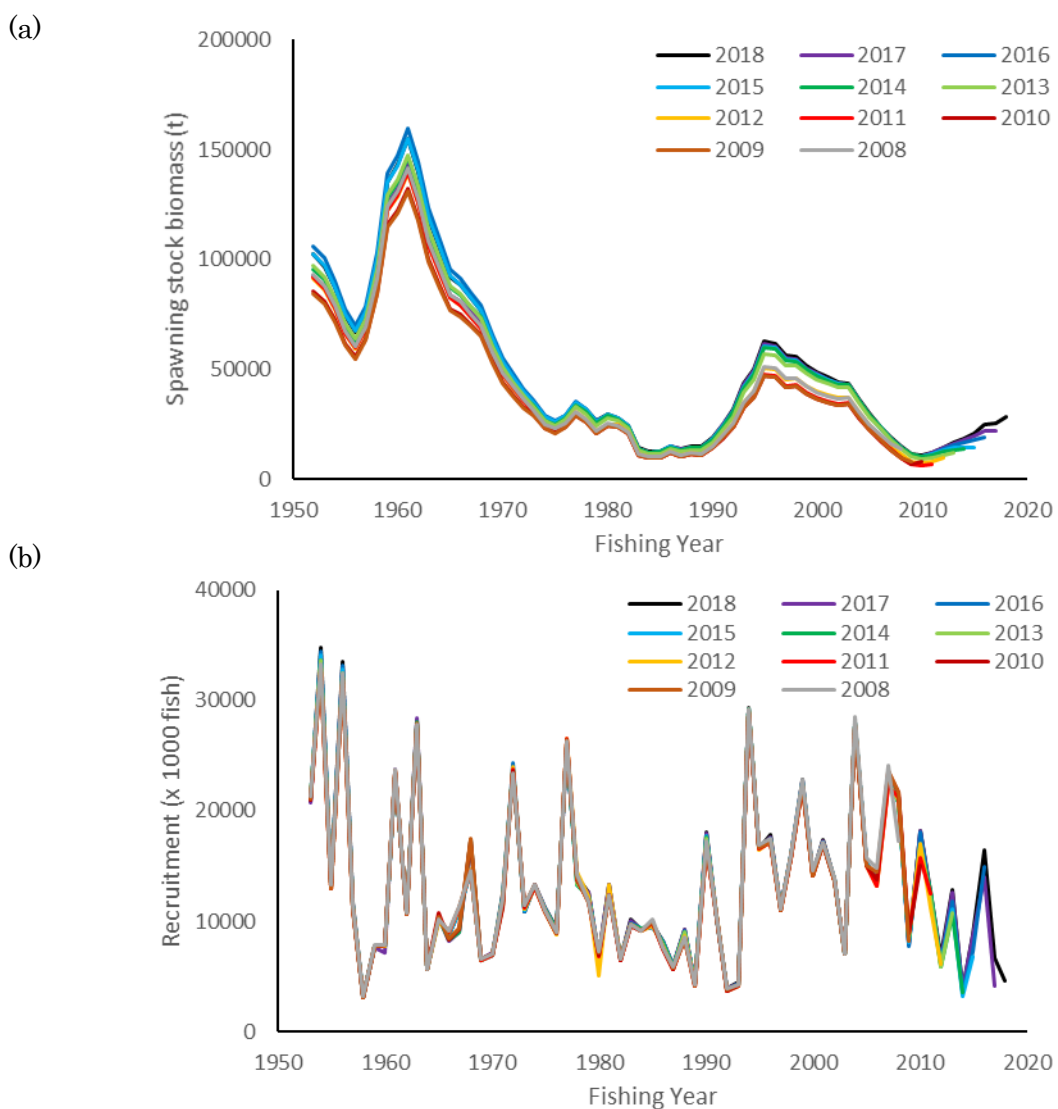 (a)
200000
150000
100000
50000
0
Spawning stock biomass (t)
2018 2017 2016
2015 2014 2013
2012 2011 2010
2009 2008
1950 1960 1970 1980 1990 2000 2010 2020
Fishing Year
(b)
40000
30000
20000
10000
0
Recruitment (x 1000 fish)
2018 2017 2016
2015 2014 2013
2012 2011 2010
2009 2008
1950 1960 1970 1980 1990 2000 2010 2020
Fishing Year